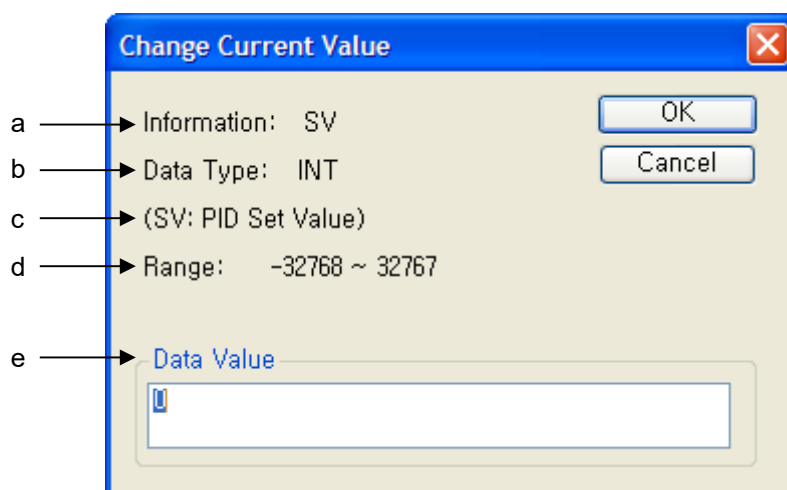 Change Current Value
a Information: SV OK
b Data Type: INT Cancel
c (SV: PID Set Value)
d Range: -32768 ~ 32767
e Data Value